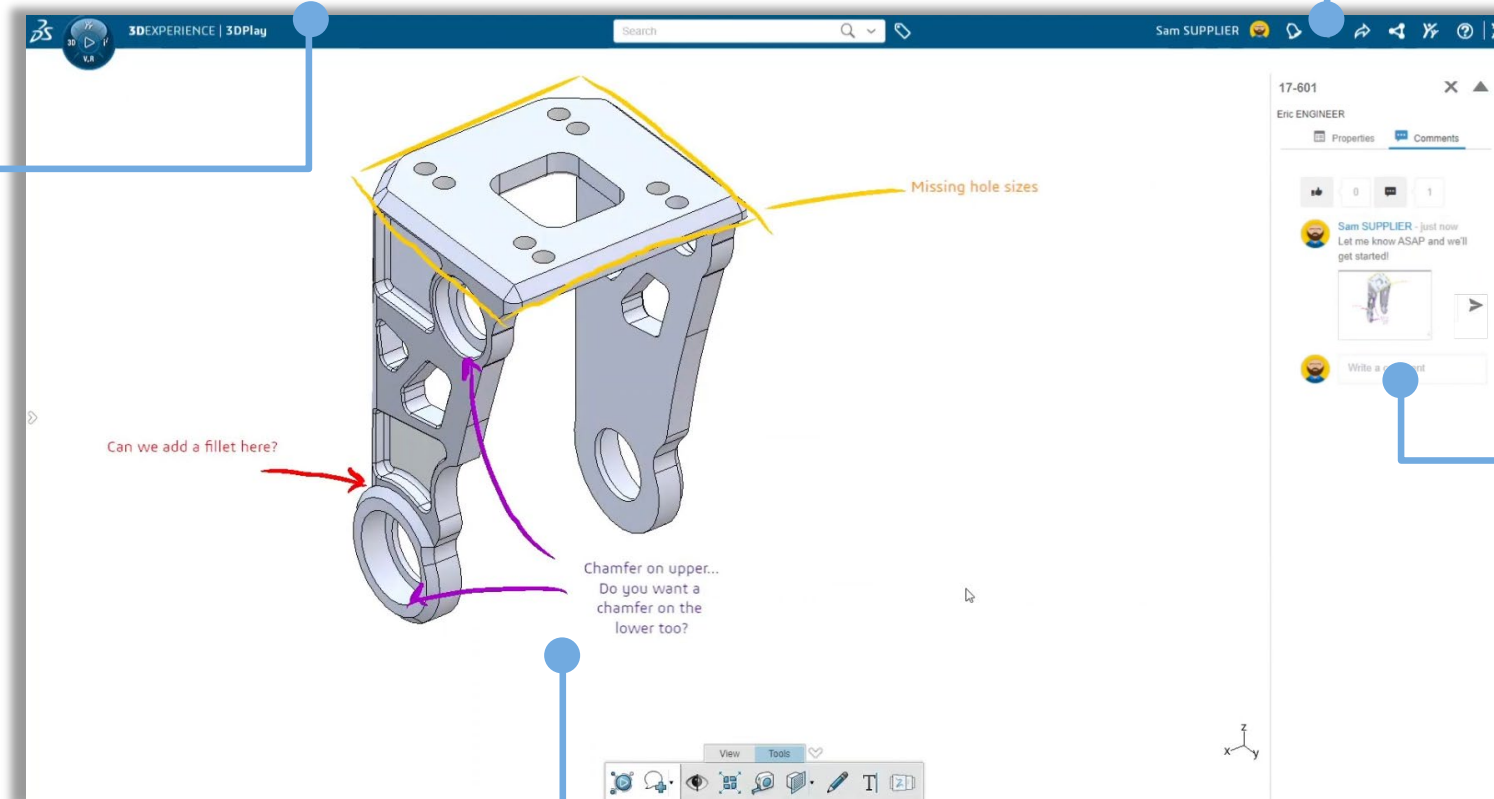 3DEXPERIENCE | 3DPlay
Search
Sam SUPPLIER
3D
V.R
17-601
Eric ENGINEER
Properties
Comments
0
1
Sam SUPPLIER - just now
Let me know ASAP and we'll
get started!
Write a
Missing hole sizes
Can we add a fillet here?
Chamfer on upper...
Do you want a
chamfer on the
lower too?
z
x
y
View
Tools